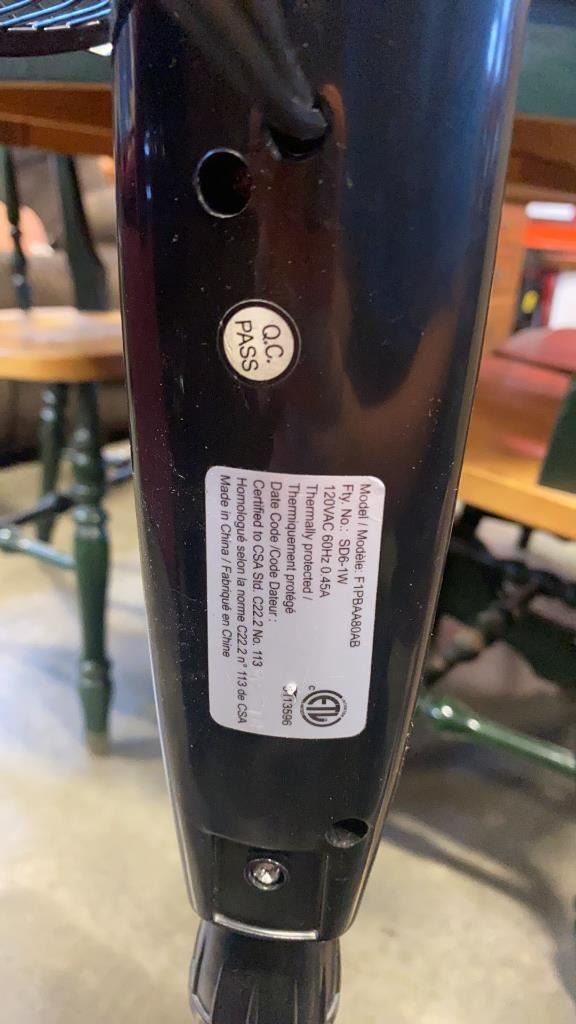 Q.C.
PASS
Model / Modèle: F1PBAA80AB
Fty No.: SD6-1W
120VAC 60Hz 0.45A
Thermally protected /
Thermiquement protégé
Date Code /Code Dateur :
Certified to CSA Std. C22.2 No. 113
Homologué selon la norme C22.2 n° 113 de CSA
Made in China / Fabriqué en Chine
C
ETL